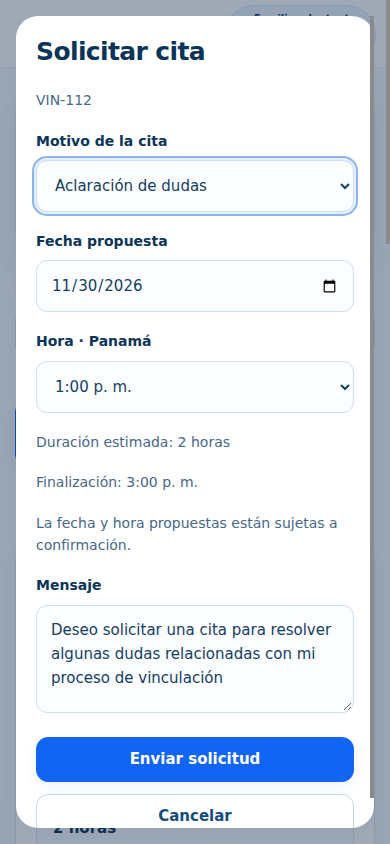 Solicitar cita
VIN-112
Motivo de la cita
Aclaración de dudas
Fecha propuesta
11/30/2026
Hora · Panamá
1:00 p. m.
Duración estimada: 2 horas
Finalización: 3:00 p. m.
La fecha y hora propuestas están sujetas a
confirmación.
Mensaje
Deseo solicitar una cita para resolver
algunas dudas relacionadas con mi
proceso de vinculación
Enviar solicitud
Cancelar
2 horas